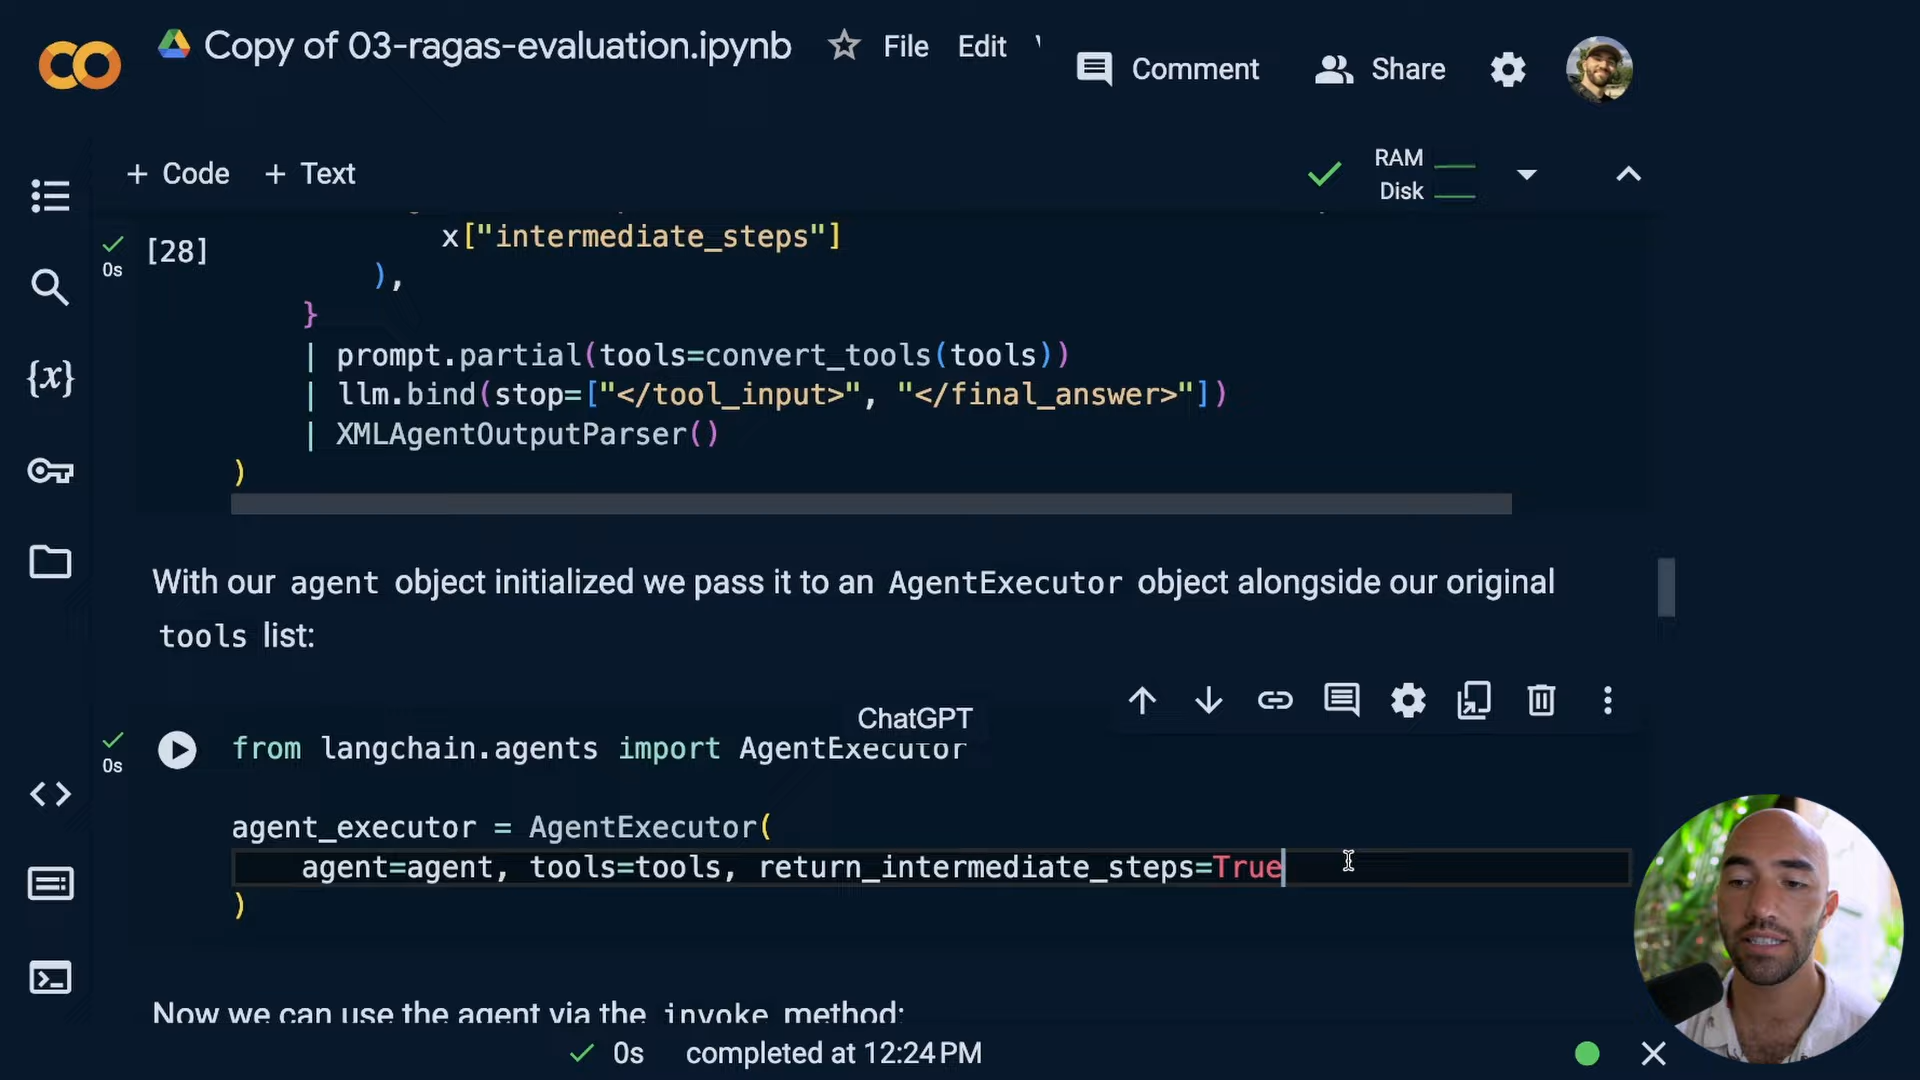 Copy of 03-ragas-evaluation.ipynb File Edit
Comment Share
+ Code + Text
RAM
Disk
[28]
0s
x["intermediate_steps"]
),
}
| prompt.partial(tools=convert_tools(tools))
| llm.bind(stop=["</tool_input>", "</final_answer>"])
| XMLAgentOutputParser()
)
With our agent object initialized we pass it to an AgentExecutor object alongside our original
tools list:
ChatGPT
0s
from langchain.agents import AgentExecutor
agent_executor = AgentExecutor(
agent=agent, tools=tools, return_intermediate_steps=True
)
Now we can use the agent via the invoke method:
0s completed at 12:24 PM